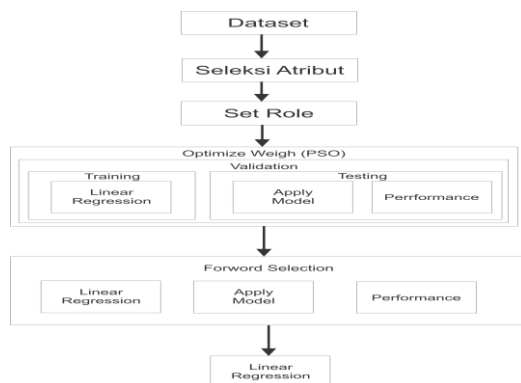 Dataset
Seleksi Atribut
Set Role
Optimize Weigh (PSO)
Validation
Training
Linear
Regression
Testing
Apply
Model
Perrformance
Forword Selection
Linear
Regression
Apply
Model
Performance
Linear
Regression